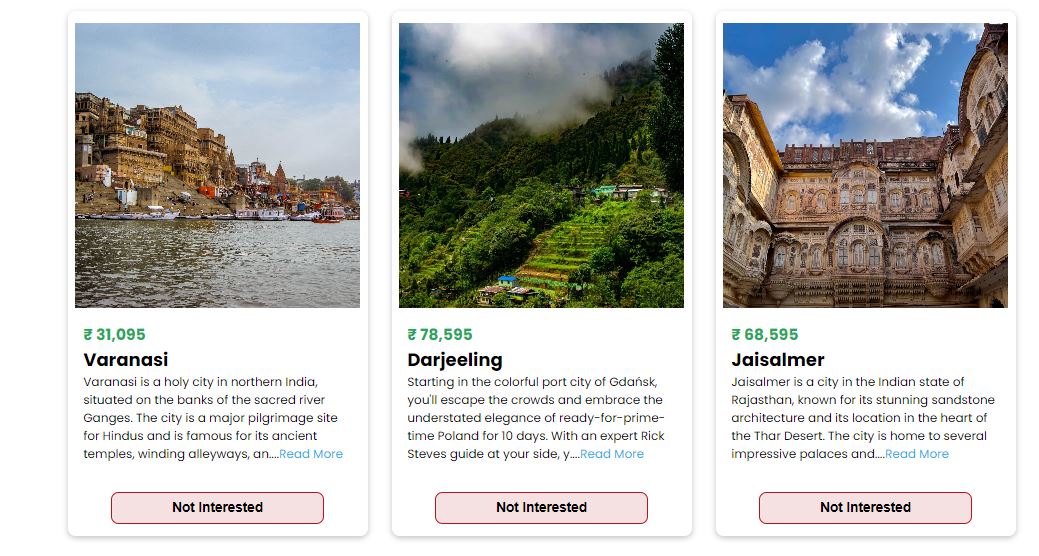 ₹ 31,095
Varanasi
Varanasi is a holy city in northern India,
situated on the banks of the sacred river
Ganges. The city is a major pilgrimage site
for Hindus and is famous for its ancient
temples, winding alleyways, an....Read More
Not Interested
₹ 78,595
Darjeeling
Starting in the colorful port city of Gdańsk,
you'll escape the crowds and embrace the
understated elegance of ready-for-prime-
time Poland for 10 days. With an expert Rick
Steves guide at your side, y....Read More
Not Interested
₹ 68,595
Jaisalmer
Jaisalmer is a city in the Indian state of
Rajasthan, known for its stunning sandstone
architecture and its location in the heart of
the Thar Desert. The city is home to several
impressive palaces and....Read More
Not Interested